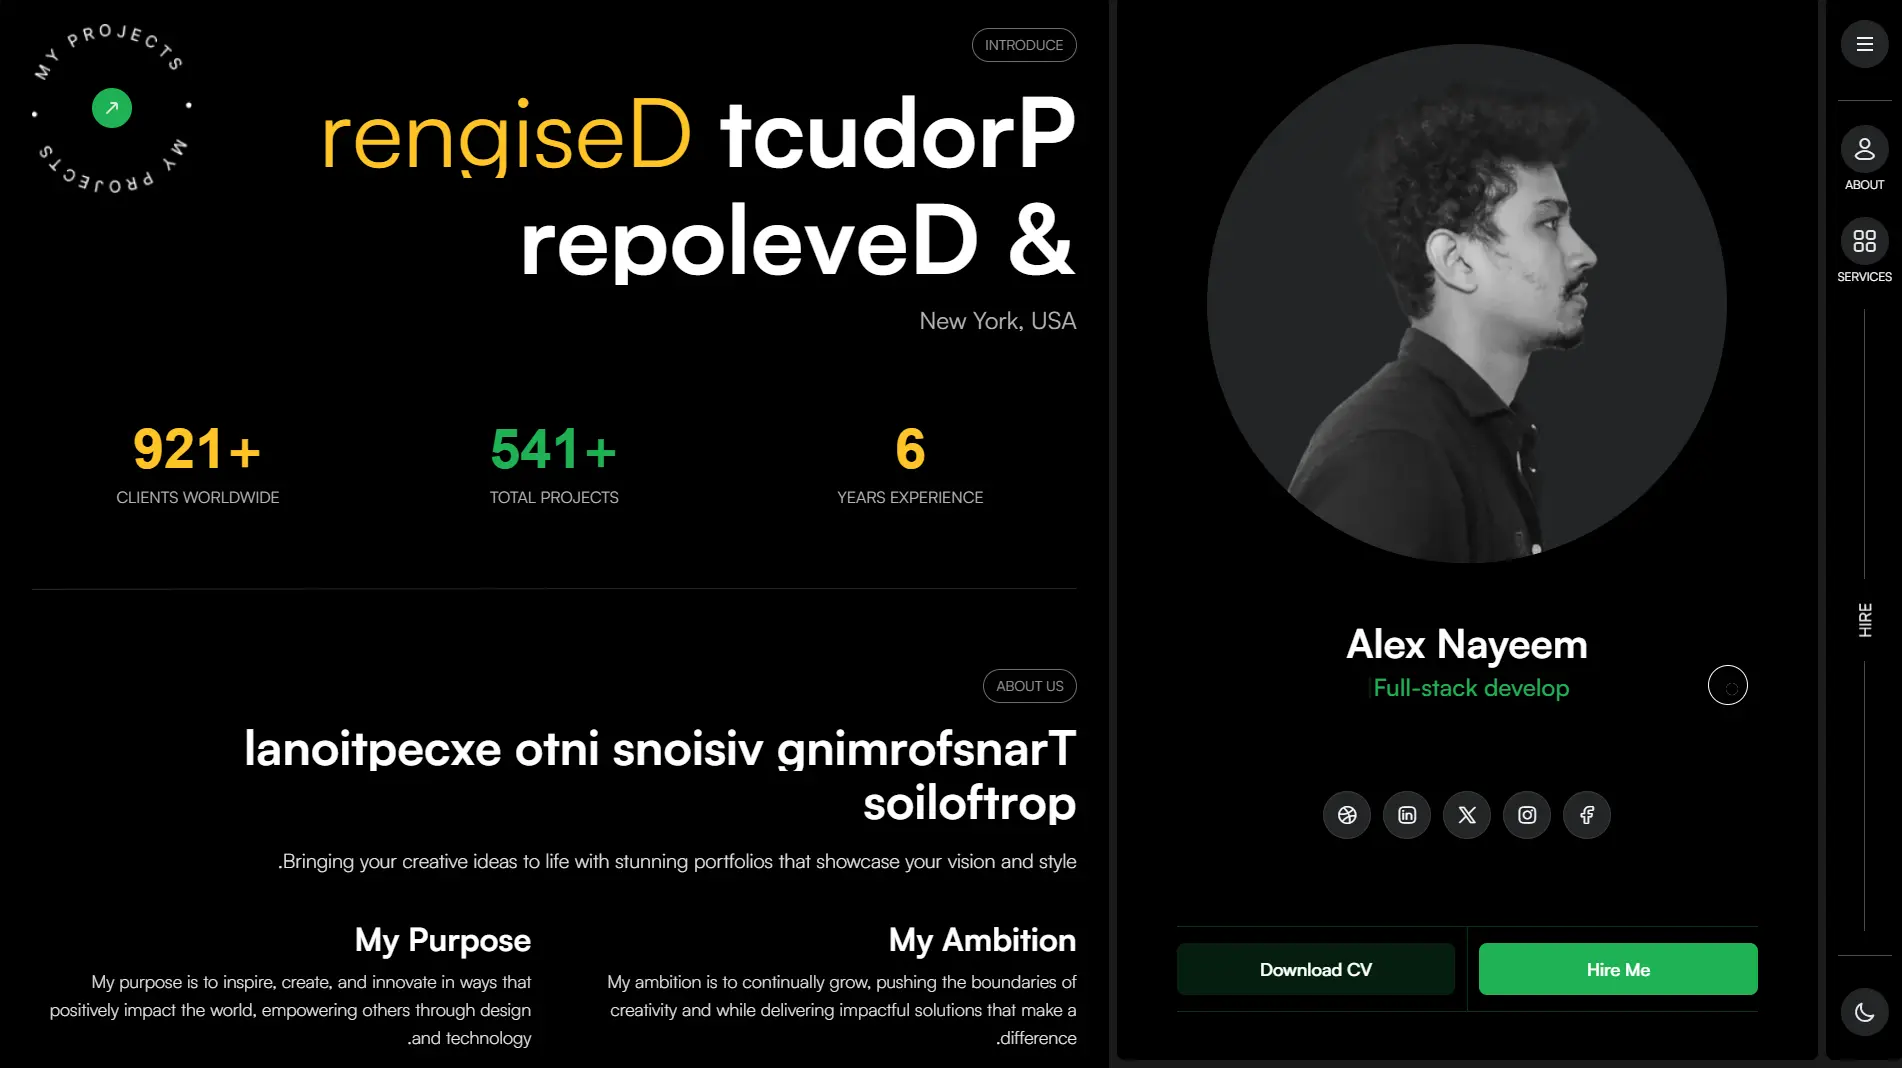 MY PROJECTS
MY PROJECTS
INTRODUCE
rengiseD tcudorP
repoleveD &
New York, USA
921+
CLIENTS WORLDWIDE
541+
TOTAL PROJECTS
6
YEARS EXPERIENCE
ABOUT US
lanoitpecxe otni snoisiv gnimrofsnarT
soiloftrop
.Bringing your creative ideas to life with stunning portfolios that showcase your vision and style
My Purpose
My purpose is to inspire, create, and innovate in ways that
positively impact the world, empowering others through design
.and technology
My Ambition
My ambition is to continually grow, pushing the boundaries of
creativity and while delivering impactful solutions that make a
.difference
Alex Nayeem
Full-stack develop
Download CV
Hire Me
ABOUT
SERVICES
HIRE